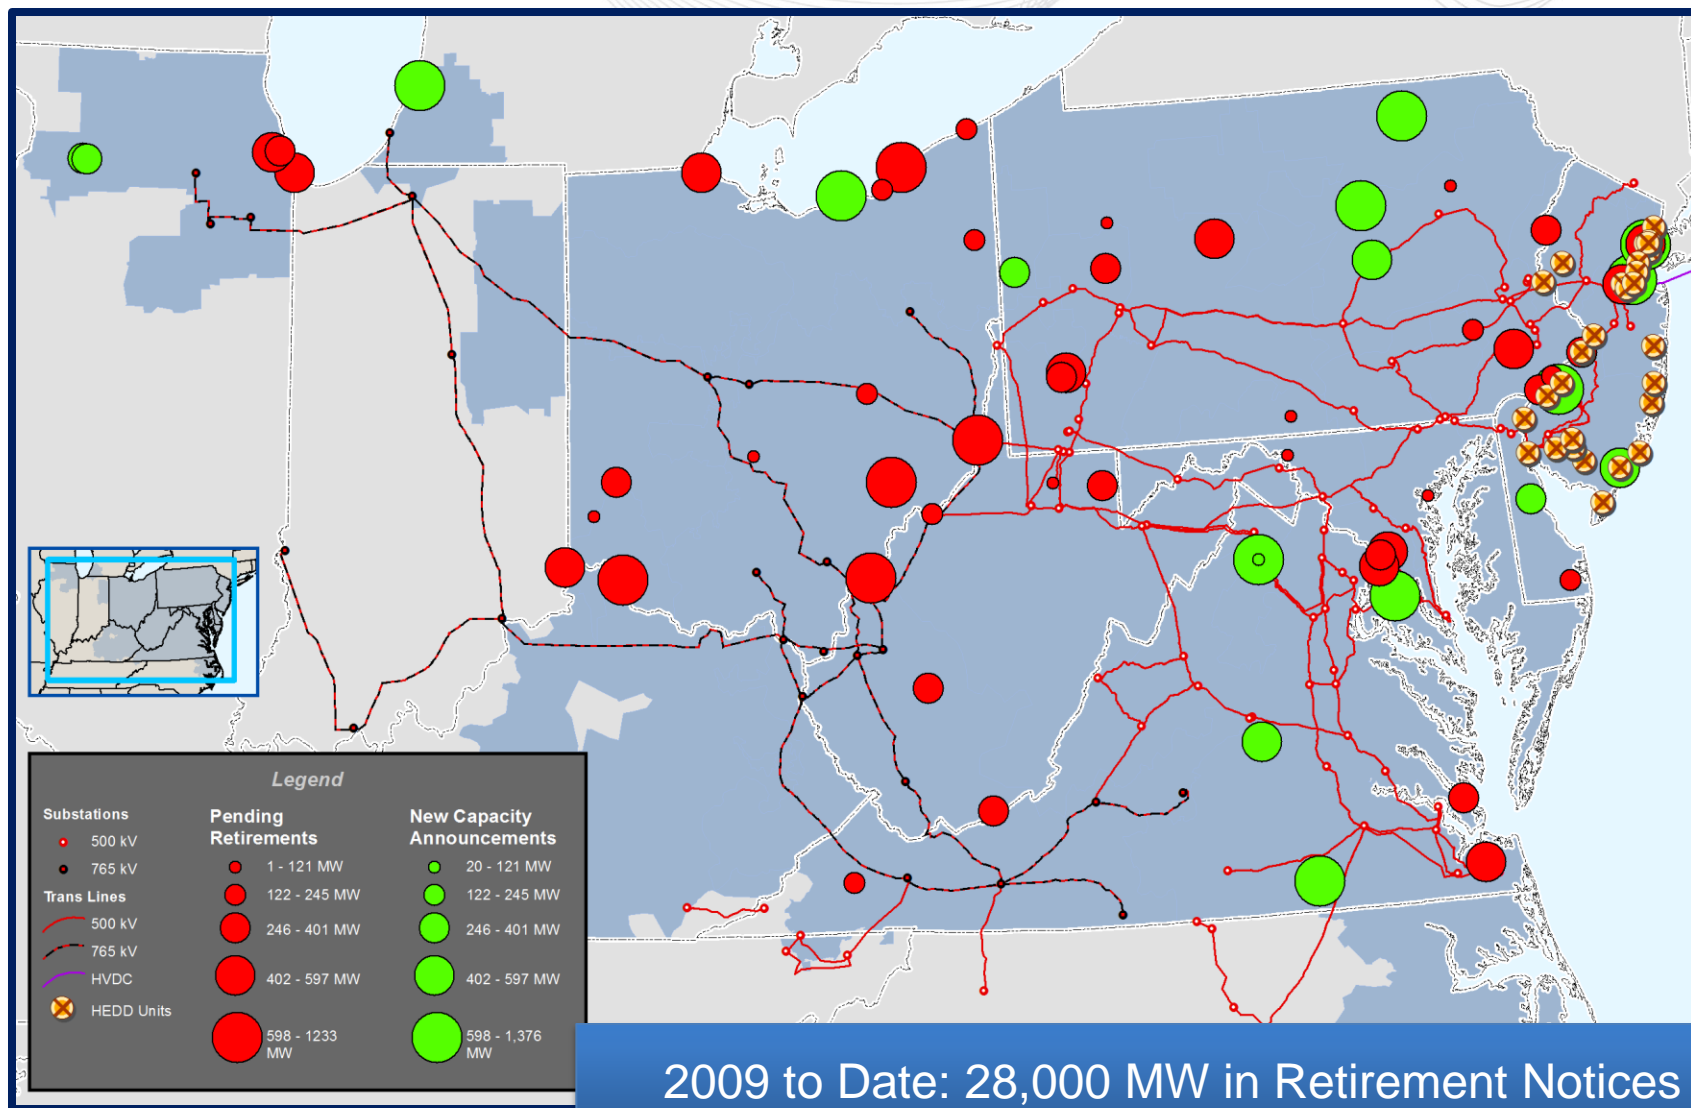 Legend
Substations
500 kV
765 kV
Trans Lines
500 kV
765 kV
HVDC
HEDD Units
Pending
Retirements
1 - 121 MW
122 - 245 MW
246 - 401 MW
402 - 597 MW
598 - 1233
MW
New Capacity
Announcements
20 - 121 MW
122 - 245 MW
246 - 401 MW
402 - 597 MW
598 - 1,376
MW
2009 to Date: 28,000 MW in Retirement Notices